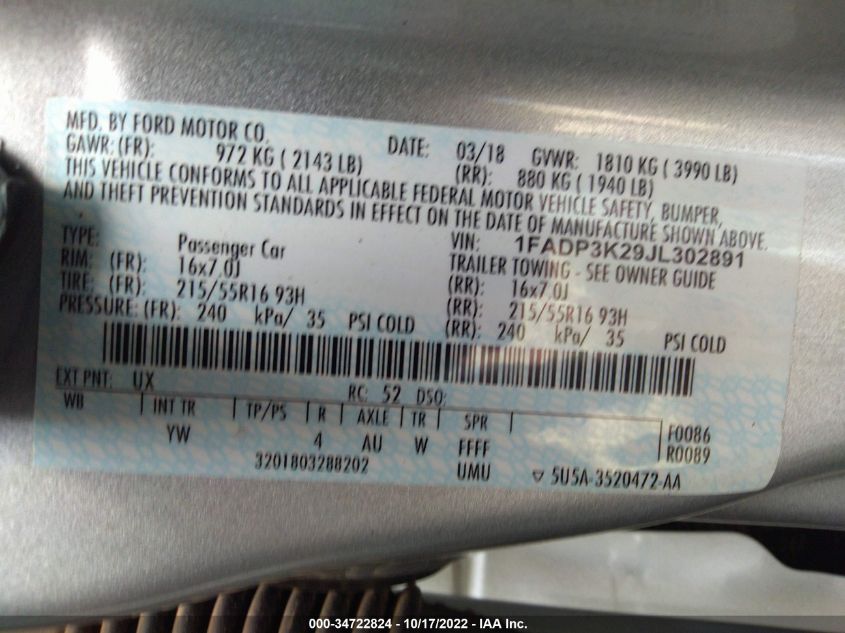 MFD. BY FORD MOTOR CO.
DATE: 03/18 GVWR: 1810 KG ( 3990 LB)
GAWR: (FR): 972 KG ( 2143 LB) (RR): 880 KG ( 1940 LB)
THIS VEHICLE CONFORMS TO ALL APPLICABLE FEDERAL MOTOR VEHICLE SAFETY, BUMPER,
AND THEFT PREVENTION STANDARDS IN EFFECT ON THE DATE OF MANUFACTURE SHOWN ABOVE.
VIN: 1FADP3K29JL302891
TYPE: Passenger Car TRAILER TOWING - SEE OWNER GUIDE
RIM: (FR): 16x7.0J (RR): 16x7.0J
TIRE: (FR): 215/55R16 93H (RR): 215/55R16 93H
PRESSURE: (FR): 240 kPa/ 35 PSI COLD (RR): 240 kPa/ 35 PSI COLD
EXT PNT: UX RC: 52 DSO:
WB INT TR TP/PS R AXLE TR SPR
YW 4 AU W FFFF F0086
R0089
3201803288202 UMU ▽ 5U5A-3520472-AA
000-34722824 - 10/17/2022 - IAA Inc.